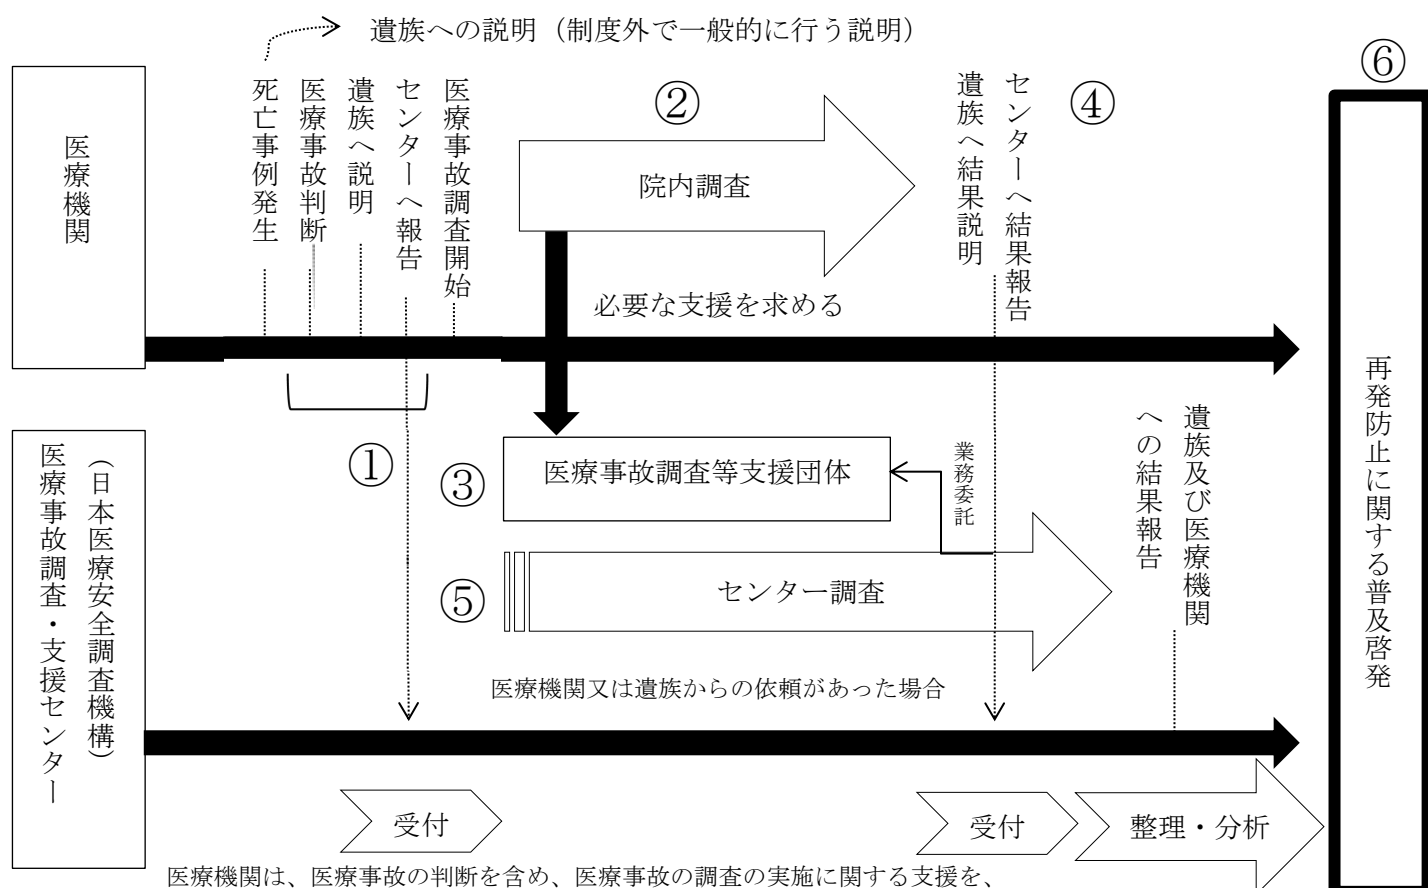 遺族への説明（制度外で一般的に行う説明）
医療機関
死亡事例発生
医療事故判断
遺族へ説明
センターへ報告
医療事故調査開始
②
院内調査
必要な支援を求める
センターへ結果報告
遺族へ結果説明
④
⑥
再発防止に関する普及啓発
①
③
医療事故調査等支援団体
業務委託
⑤
センター調査
医療機関又は遺族からの依頼があった場合
遺族及び医療機関
への結果報告
（日本医療安全調査機構）
医療事故調査・支援センター
受付
受付
整理・分析
医療機関は、医療事故の判断を含め、医療事故の調査の実施に関する支援を、